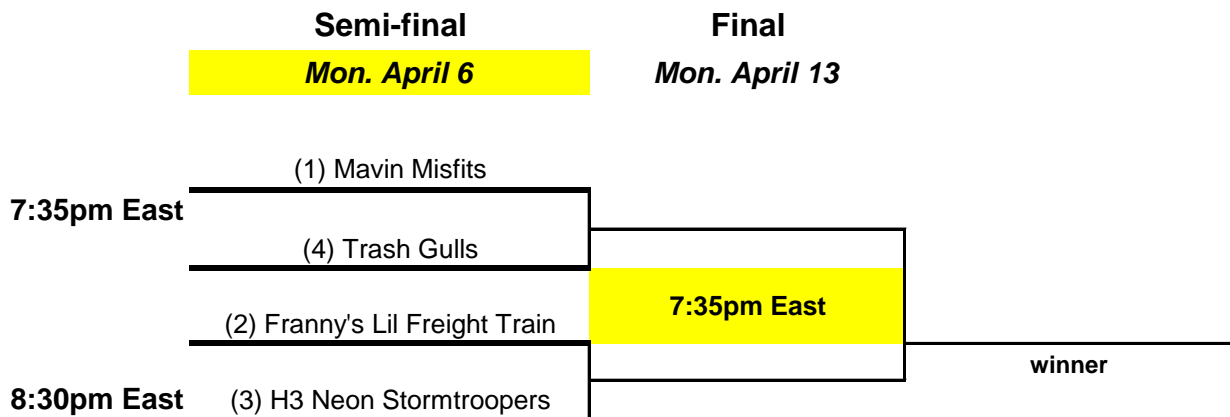 Semi-final
Final
Mon. April 6
Mon. April 13
(1) Mavin Misfits
7:35pm East
(4) Trash Gulls
7:35pm East
(2) Franny's Lil Freight Train
winner
8:30pm East
(3) H3 Neon Stormtroopers